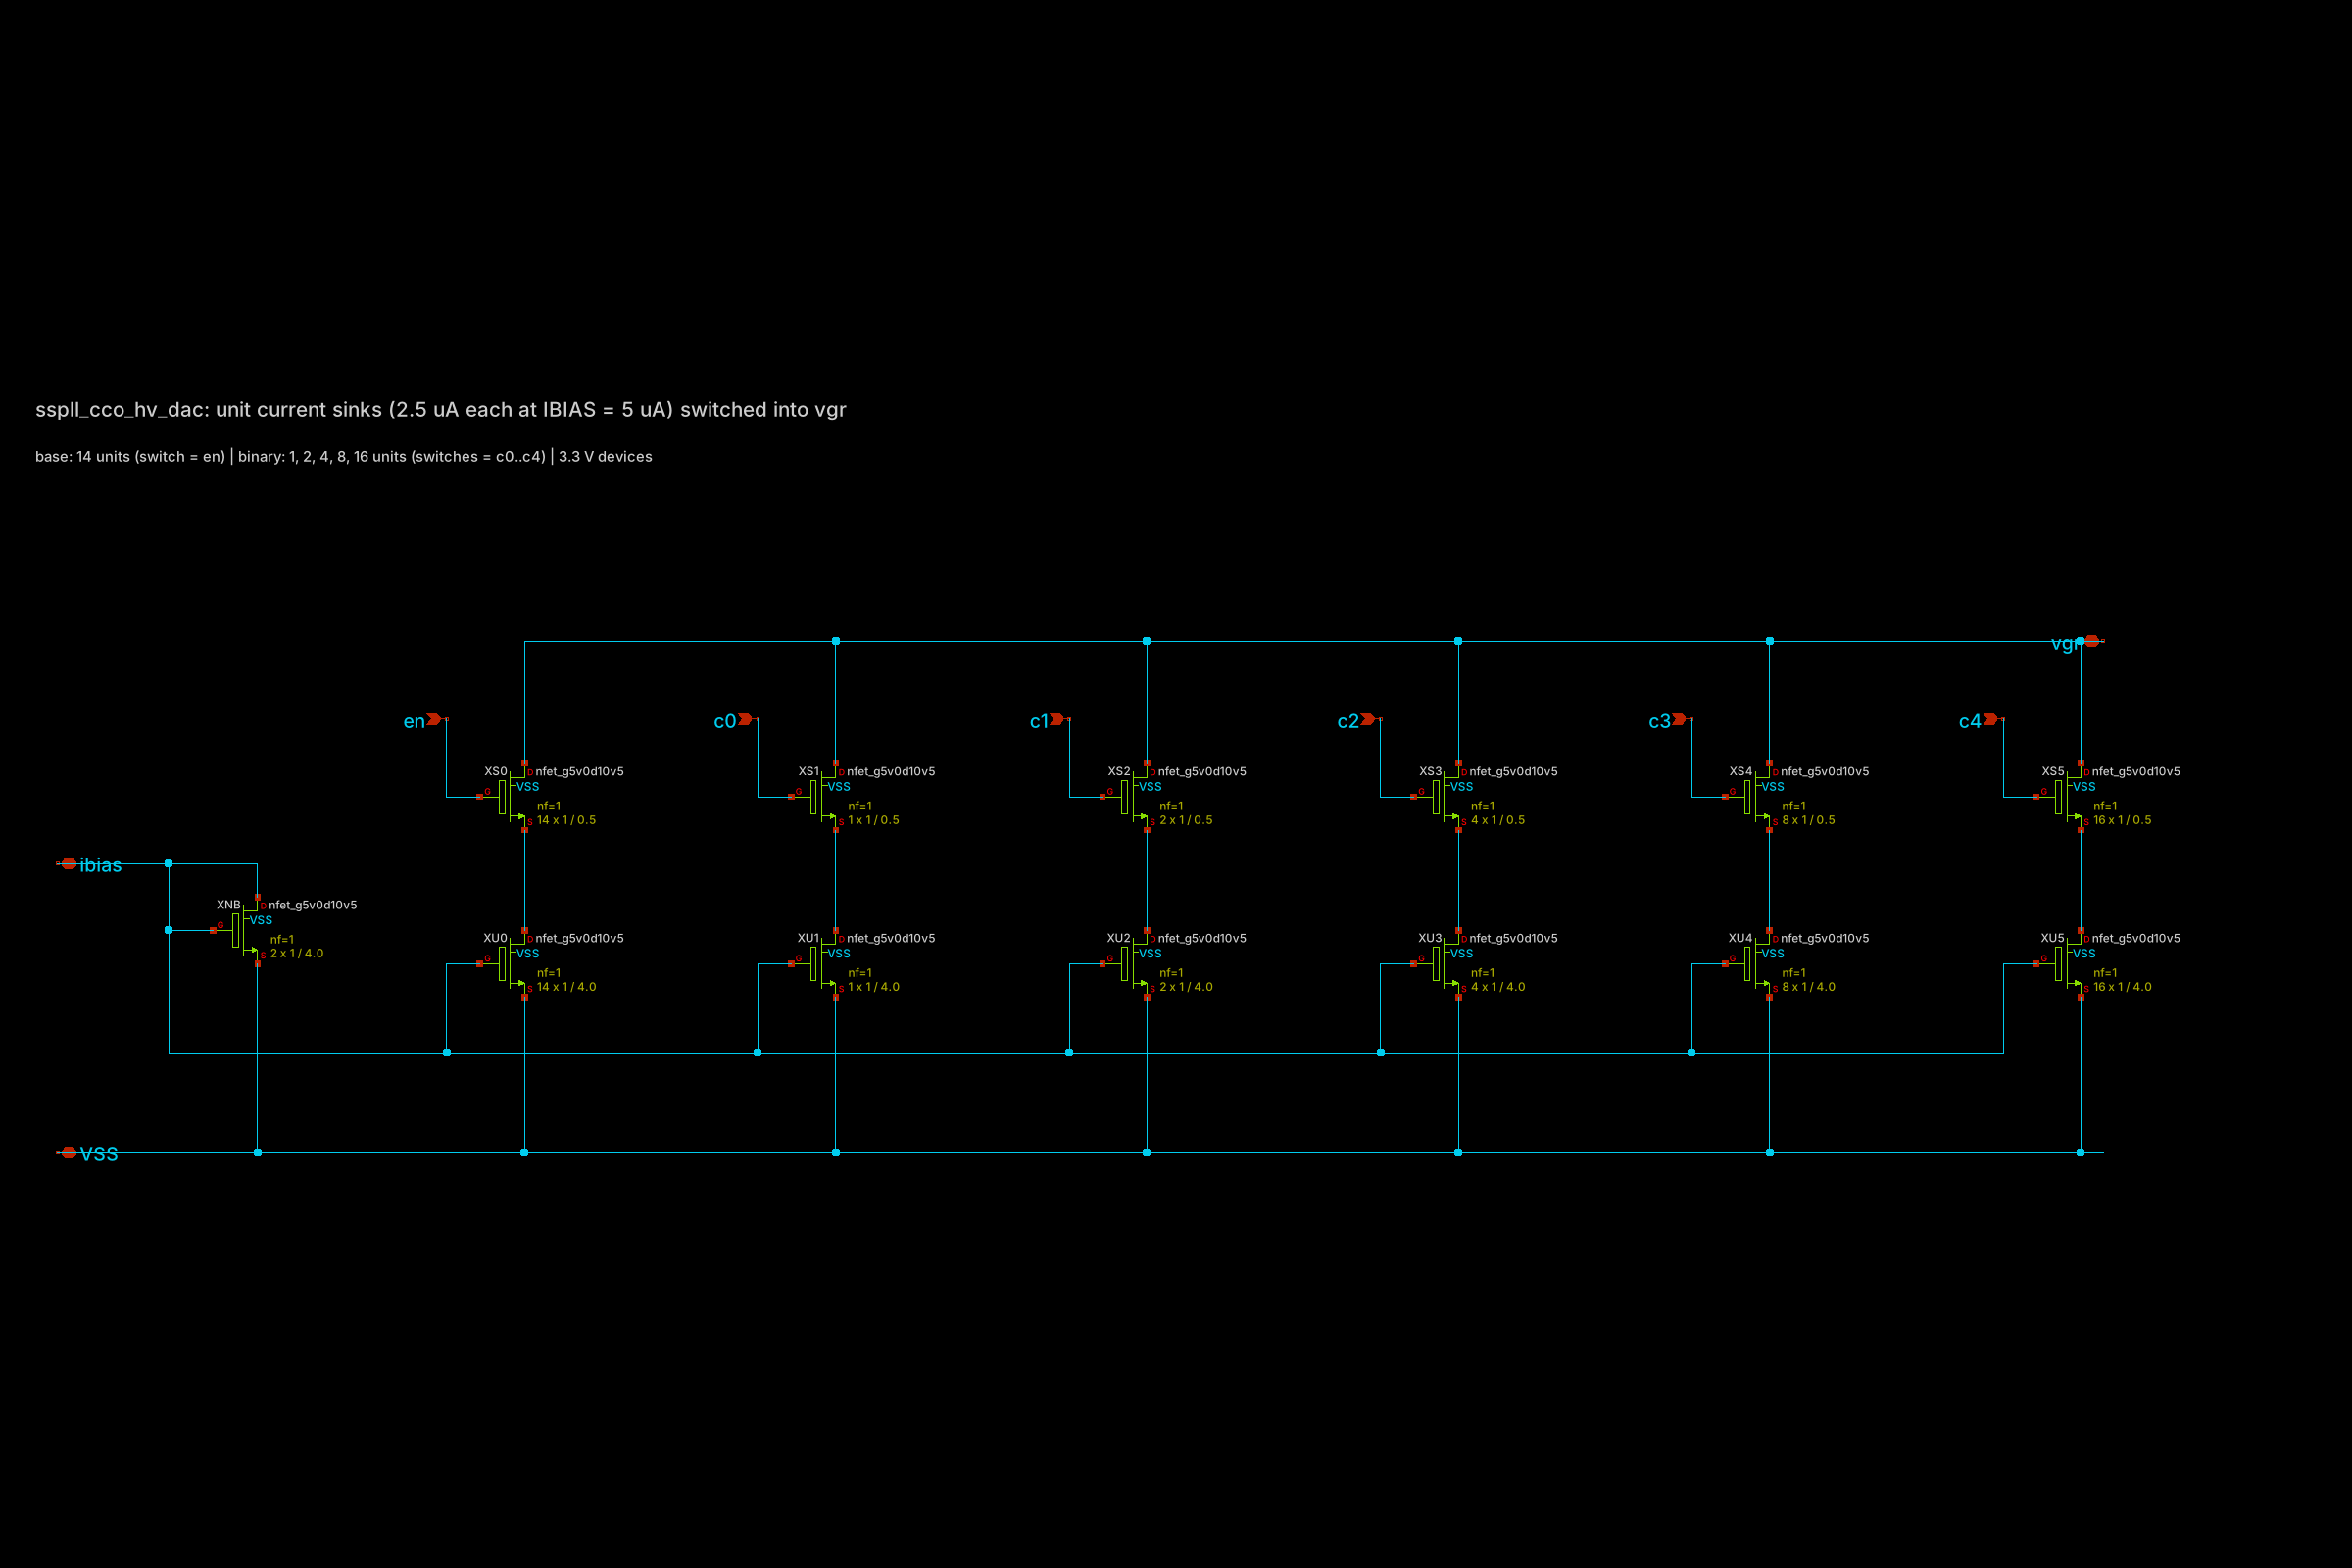 sspll_cco_hv_dac: unit current sinks (2.5 uA each at IBIAS = 5 uA) switched into vgr
base: 14 units (switch = en) | binary: 1, 2, 4, 8, 16 units (switches = c0..c4) | 3.3 V devices
vgr
en c0 c1 c2 c3 c4
XS0 D nfet_g5v0d10v5 XS1 D nfet_g5v0d10v5 XS2 D nfet_g5v0d10v5 XS3 D nfet_g5v0d10v5 XS4 D nfet_g5v0d10v5 XS5 D nfet_g5v0d10v5
VSS VSS VSS VSS VSS VSS
G G G G G G
nf=1 nf=1 nf=1 nf=1 nf=1 nf=1
S 14 x 1 / 0.5 S 1 x 1 / 0.5 S 2 x 1 / 0.5 S 4 x 1 / 0.5 S 8 x 1 / 0.5 S 16 x 1 / 0.5
ibias
XNB D nfet_g5v0d10v5
VSS
G
nf=1
S 2 x 1 / 4.0
XU0 D nfet_g5v0d10v5 XU1 D nfet_g5v0d10v5 XU2 D nfet_g5v0d10v5 XU3 D nfet_g5v0d10v5 XU4 D nfet_g5v0d10v5 XU5 D nfet_g5v0d10v5
VSS VSS VSS VSS VSS VSS
G G G G G G
nf=1 nf=1 nf=1 nf=1 nf=1 nf=1
S 14 x 1 / 4.0 S 1 x 1 / 4.0 S 2 x 1 / 4.0 S 4 x 1 / 4.0 S 8 x 1 / 4.0 S 16 x 1 / 4.0
VSS